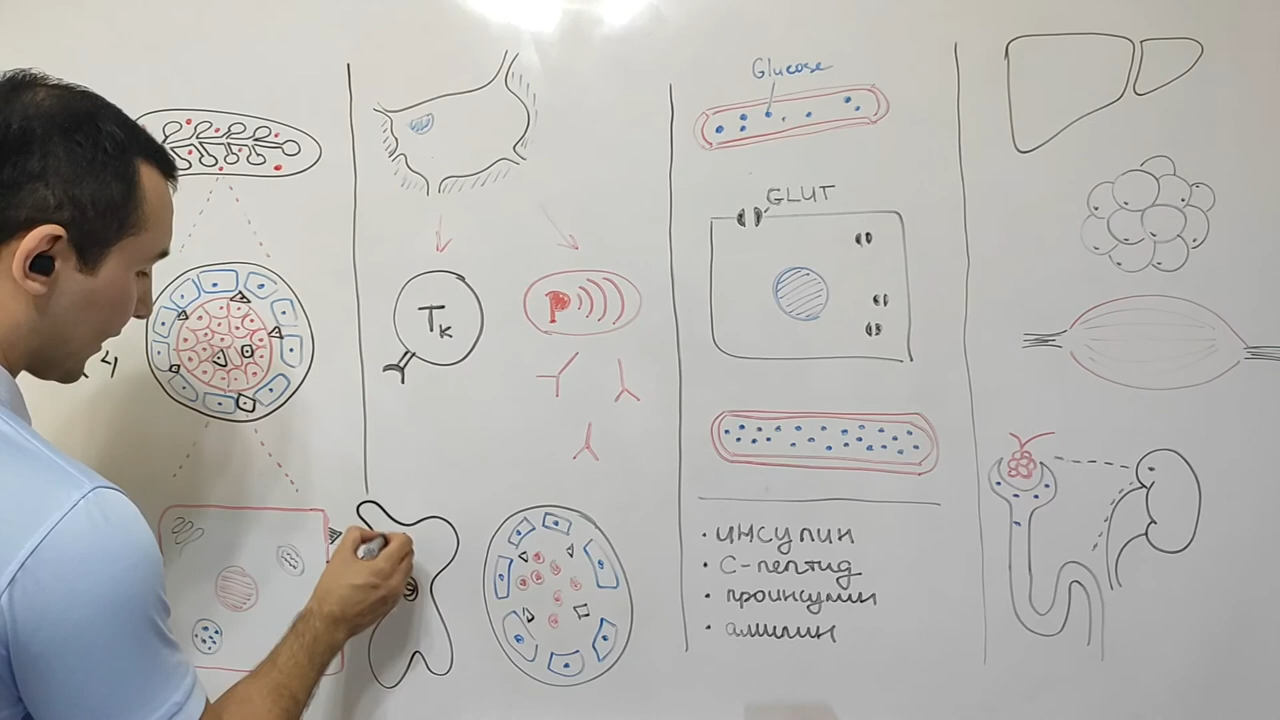 Tк
P
Glucose
GLUT
• инсулин
• С-пептид
• проинсулин
• амилин